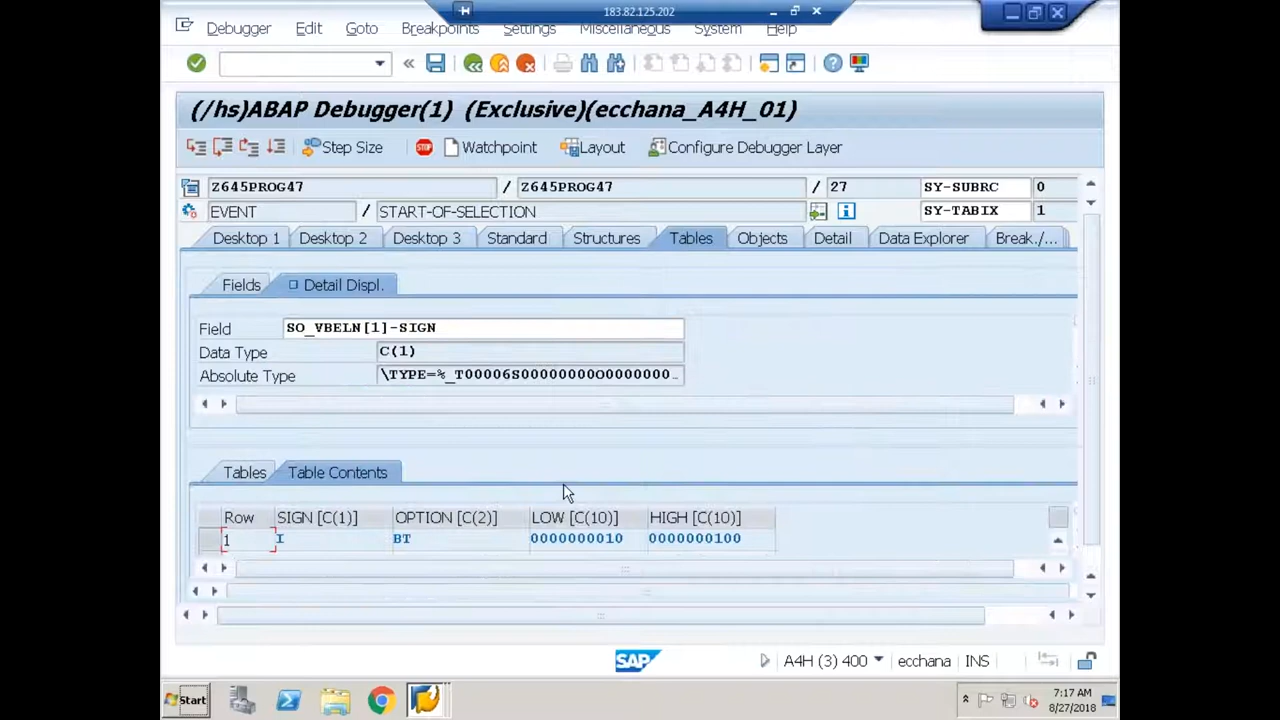 183.82.125.202
Debugger Edit Goto Breakpoints Settings Miscellaneous System Help
(/hs)ABAP Debugger(1) (Exclusive)(ecchana_A4H_01)
Step Size STOP Watchpoint Layout Configure Debugger Layer
Z645PROG47 / Z645PROG47 / 27 SY-SUBRC 0
EVENT / START-OF-SELECTION SY-TABIX 1
Desktop 1 Desktop 2 Desktop 3 Standard Structures Tables Objects Detail Data Explorer Break./...
Fields Detail Displ.
Field SO_VBELN[1]-SIGN
Data Type C(1)
Absolute Type \TYPE=%_T00006S00000000O0000000...
Tables Table Contents
Row SIGN [C(1)] OPTION [C(2)] LOW [C(10)] HIGH [C(10)]
1 I BT 0000000010 0000000100
SAP A4H (3) 400 ecchana INS
Start 7:17 AM
8/27/2018